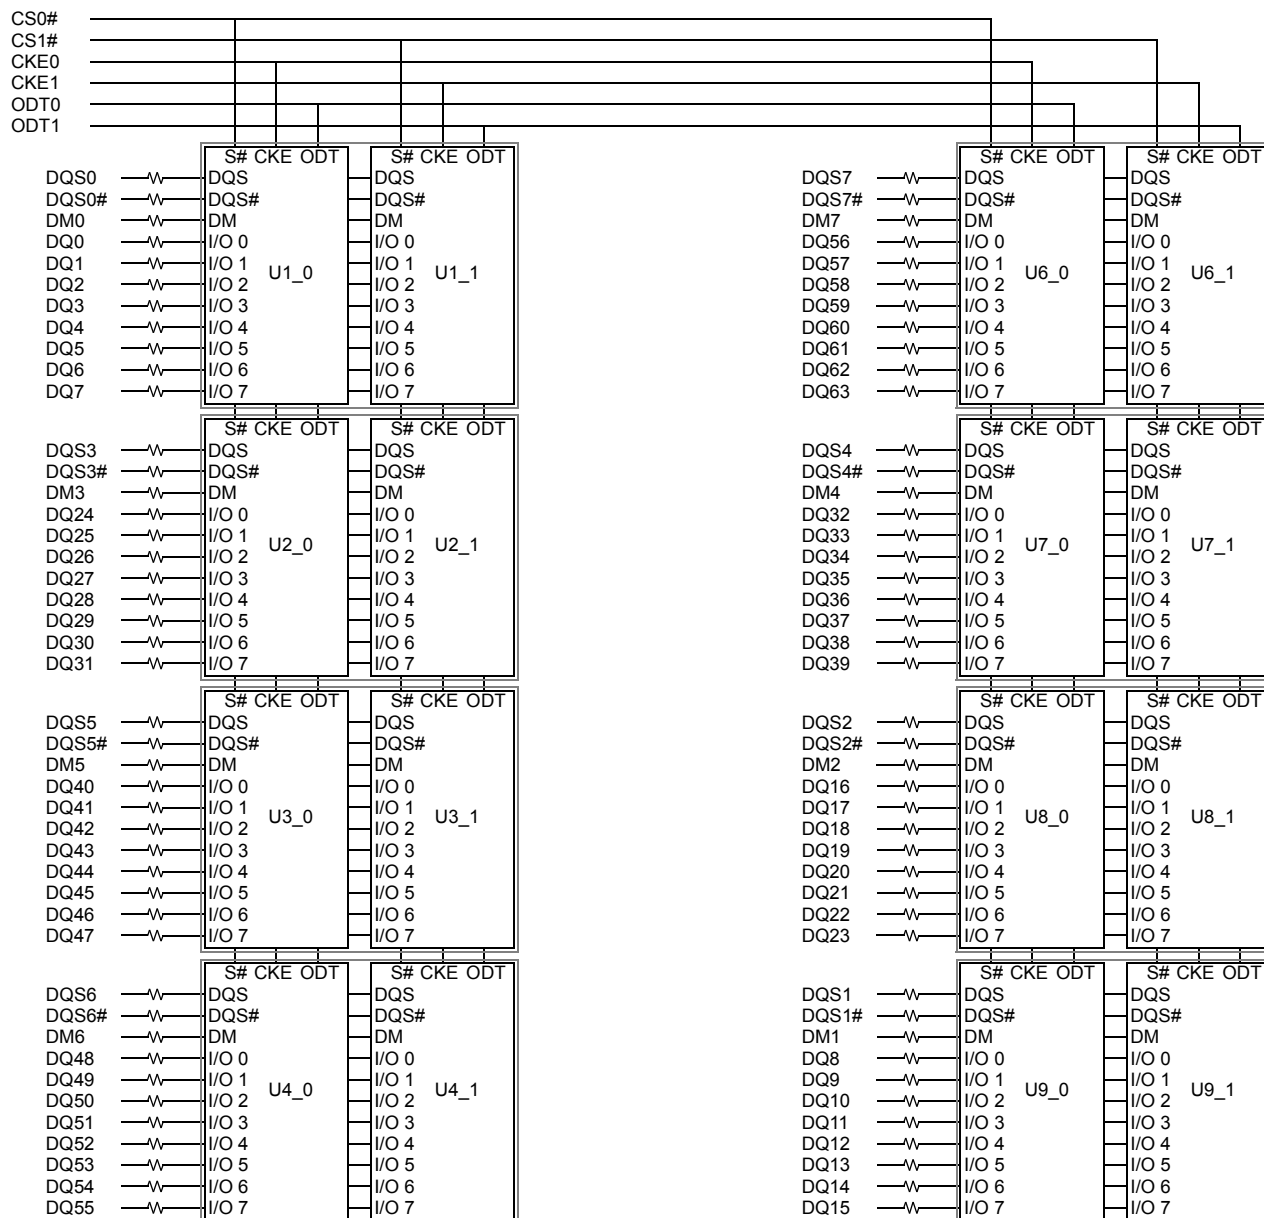 CS0#
CS1#
CKE0
CKE1
ODT0
ODT1
S# CKE ODT S# CKE ODT S# CKE ODT S# CKE ODT
DQS0 DQS DQS DQS7 DQS DQS
DQS0# DQS# DQS# DQS7# DQS# DQS#
DM0 DM DM DM7 DM DM
DQ0 I/O 0 I/O 0 DQ56 I/O 0 I/O 0
DQ1 I/O 1 I/O 1 DQ57 I/O 1 I/O 1
U1_0 U1_1 U6_0 U6_1
DQ2 I/O 2 I/O 2 DQ58 I/O 2 I/O 2
DQ3 I/O 3 I/O 3 DQ59 I/O 3 I/O 3
DQ4 I/O 4 I/O 4 DQ60 I/O 4 I/O 4
DQ5 I/O 5 I/O 5 DQ61 I/O 5 I/O 5
DQ6 I/O 6 I/O 6 DQ62 I/O 6 I/O 6
DQ7 I/O 7 I/O 7 DQ63 I/O 7 I/O 7
S# CKE ODT S# CKE ODT S# CKE ODT S# CKE ODT
DQS3 DQS DQS DQS4 DQS DQS
DQS3# DQS# DQS# DQS4# DQS# DQS#
DM3 DM DM DM4 DM DM
DQ24 I/O 0 I/O 0 DQ32 I/O 0 I/O 0
DQ25 I/O 1 I/O 1 DQ33 I/O 1 I/O 1
U2_0 U2_1 U7_0 U7_1
DQ26 I/O 2 I/O 2 DQ34 I/O 2 I/O 2
DQ27 I/O 3 I/O 3 DQ35 I/O 3 I/O 3
DQ28 I/O 4 I/O 4 DQ36 I/O 4 I/O 4
DQ29 I/O 5 I/O 5 DQ37 I/O 5 I/O 5
DQ30 I/O 6 I/O 6 DQ38 I/O 6 I/O 6
DQ31 I/O 7 I/O 7 DQ39 I/O 7 I/O 7
S# CKE ODT S# CKE ODT S# CKE ODT S# CKE ODT
DQS5 DQS DQS DQS2 DQS DQS
DQS5# DQS# DQS# DQS2# DQS# DQS#
DM5 DM DM DM2 DM DM
DQ40 I/O 0 I/O 0 DQ16 I/O 0 I/O 0
DQ41 I/O 1 I/O 1 DQ17 I/O 1 I/O 1
U3_0 U3_1 U8_0 U8_1
DQ42 I/O 2 I/O 2 DQ18 I/O 2 I/O 2
DQ43 I/O 3 I/O 3 DQ19 I/O 3 I/O 3
DQ44 I/O 4 I/O 4 DQ20 I/O 4 I/O 4
DQ45 I/O 5 I/O 5 DQ21 I/O 5 I/O 5
DQ46 I/O 6 I/O 6 DQ22 I/O 6 I/O 6
DQ47 I/O 7 I/O 7 DQ23 I/O 7 I/O 7
S# CKE ODT S# CKE ODT S# CKE ODT S# CKE ODT
DQS6 DQS DQS DQS1 DQS DQS
DQS6# DQS# DQS# DQS1# DQS# DQS#
DM6 DM DM DM1 DM DM
DQ48 I/O 0 I/O 0 DQ8 I/O 0 I/O 0
DQ49 I/O 1 I/O 1 DQ9 I/O 1 I/O 1
U4_0 U4_1 U9_0 U9_1
DQ50 I/O 2 I/O 2 DQ10 I/O 2 I/O 2
DQ51 I/O 3 I/O 3 DQ11 I/O 3 I/O 3
DQ52 I/O 4 I/O 4 DQ12 I/O 4 I/O 4
DQ53 I/O 5 I/O 5 DQ13 I/O 5 I/O 5
DQ54 I/O 6 I/O 6 DQ14 I/O 6 I/O 6
DQ55 I/O 7 I/O 7 DQ15 I/O 7 I/O 7